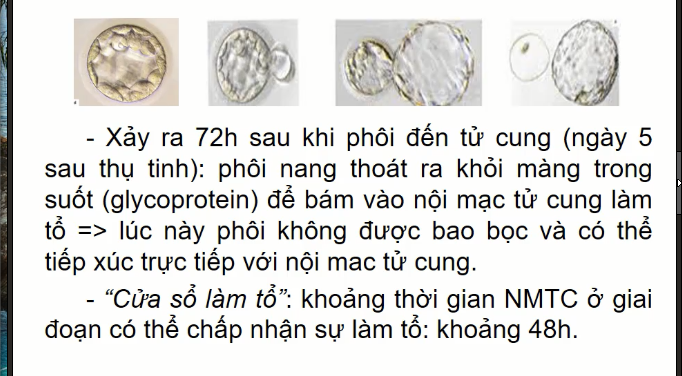 - Xảy ra 72h sau khi phôi đến tử cung (ngày 5
sau thụ tinh): phôi nang thoát ra khỏi màng trong
suốt (glycoprotein) để bám vào nội mạc tử cung làm
tổ => lúc này phôi không được bao bọc và có thể
tiếp xúc trực tiếp với nội mac tử cung.
- “Cửa sổ làm tổ”: khoảng thời gian NMTC ở giai
đoạn có thể chấp nhận sự làm tổ: khoảng 48h.